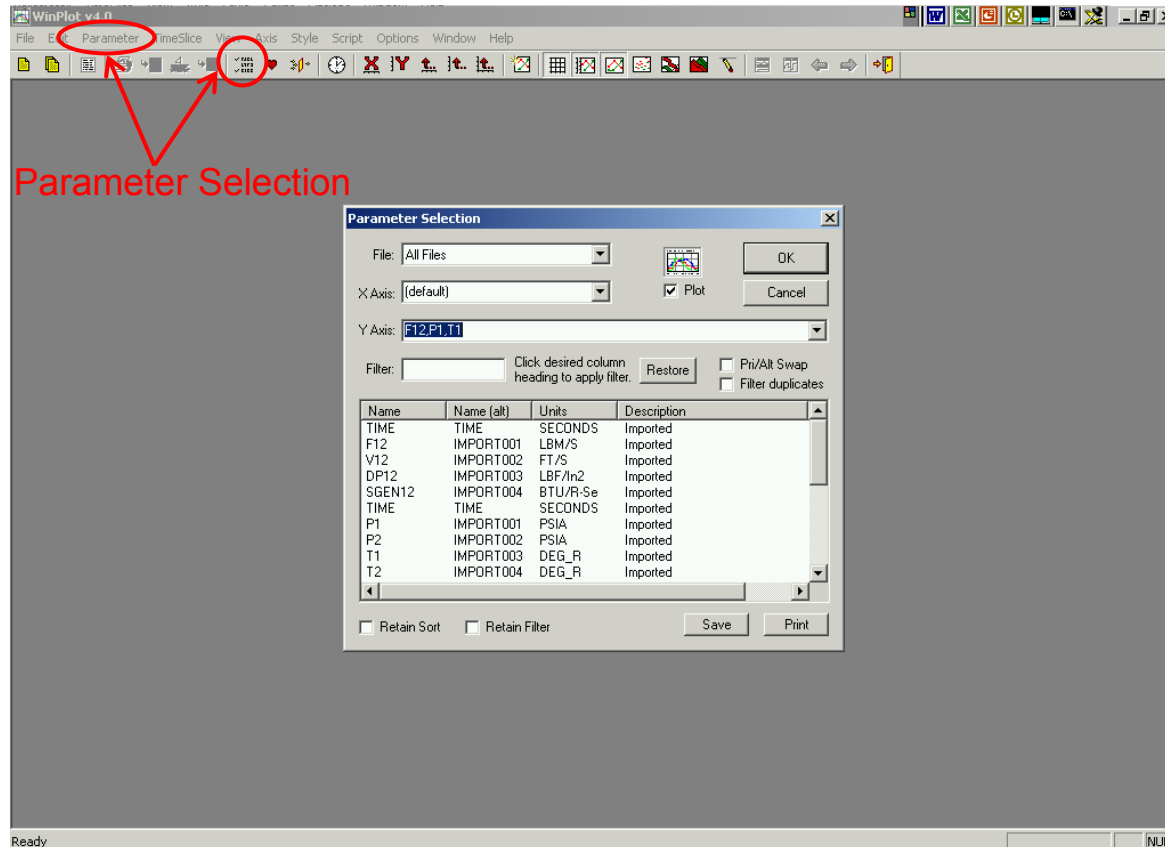 WinPlot v4.0
File Edit Parameter TimeSlice View Axis Style Script Options Window Help
Parameter Selection
Parameter Selection
File: All Files
OK
X Axis: (default)
Plot
Cancel
Y Axis: F12,P1,T1
Filter:
Click desired column
heading to apply filter.
Restore
Pri/Alt Swap
Filter duplicates
Name Name (alt) Units Description
TIME TIME SECONDS Imported
F12 IMPORT001 LBM/S Imported
V12 IMPORT002 FT/S Imported
DP12 IMPORT003 LBF/In2 Imported
SGEN12 IMPORT004 BTU/R-Se Imported
TIME TIME SECONDS Imported
P1 IMPORT001 PSIA Imported
P2 IMPORT002 PSIA Imported
T1 IMPORT003 DEG_R Imported
T2 IMPORT004 DEG_R Imported
Retain Sort Retain Filter Save Print
Ready NU